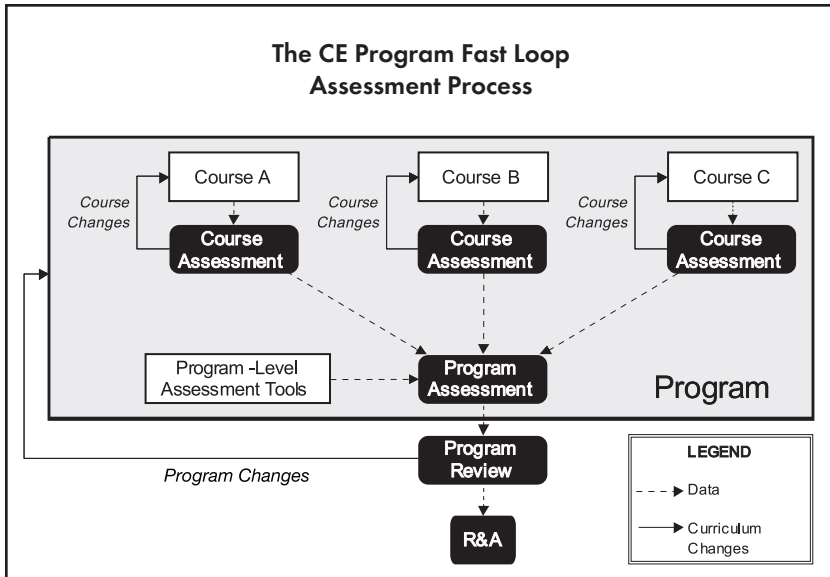 The CE Program Fast Loop
Assessment Process
Course A
Course B
Course C
Course
Changes
Course
Changes
Course
Changes
Course
Assessment
Course
Assessment
Course
Assessment
Program -Level
Assessment Tools
Program
Assessment
Program
Program Changes
Program
Review
R&A
LEGEND
Data
Curriculum
Changes